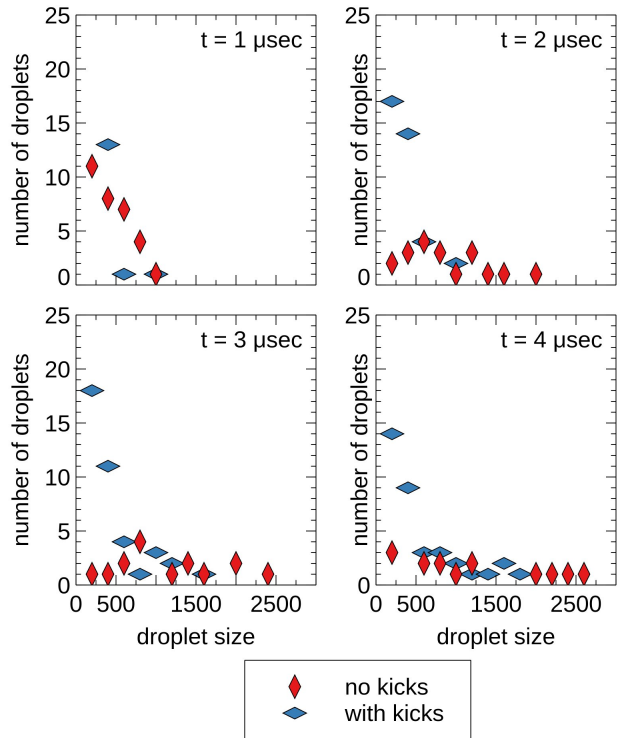 25
20
15
10
5
0
number of droplets
t = 1 µsec
25
20
15
10
5
0
number of droplets
t = 2 µsec
25
20
15
10
5
0
number of droplets
t = 3 µsec
0 500 1500 2500
droplet size
25
20
15
10
5
0
number of droplets
t = 4 µsec
0 500 1500 2500
droplet size
no kicks
with kicks